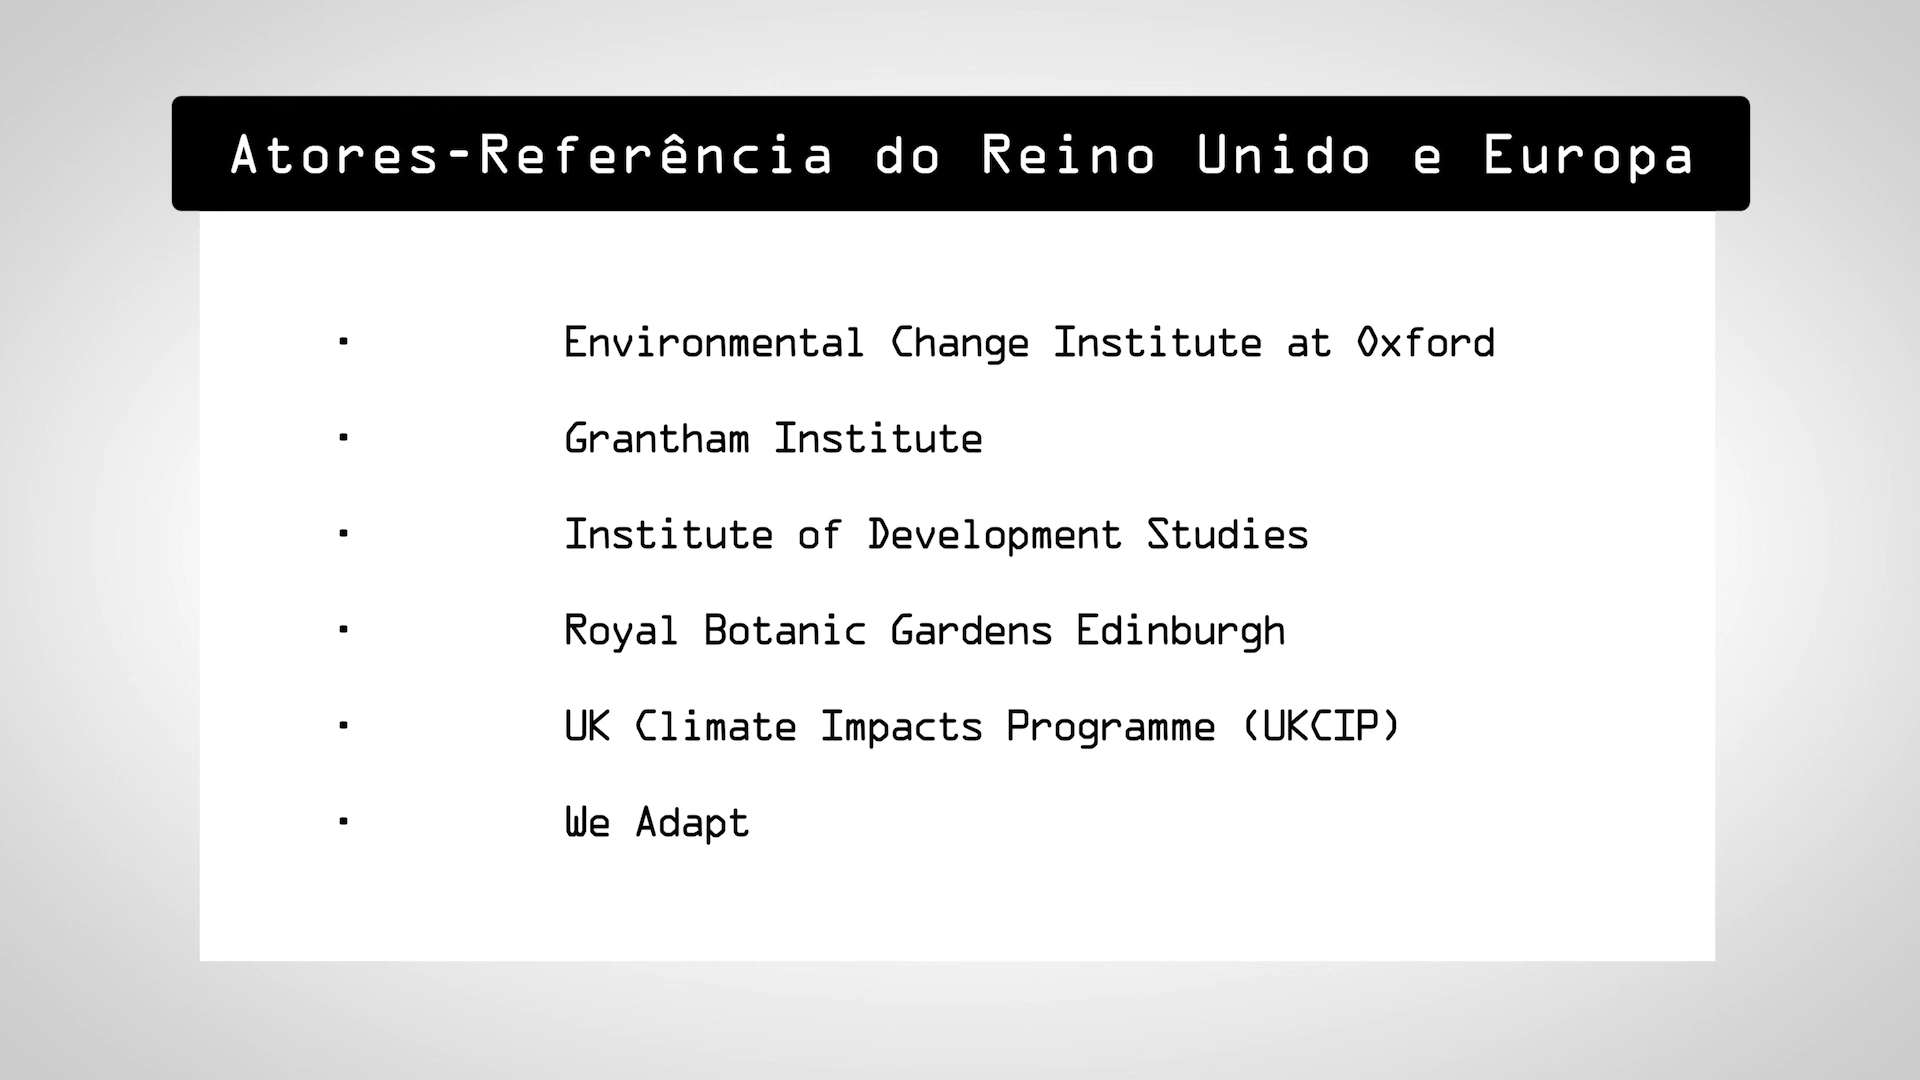 Atores-Referência do Reino Unido e Europa
· Environmental Change Institute at Oxford
· Grantham Institute
· Institute of Development Studies
· Royal Botanic Gardens Edinburgh
· UK Climate Impacts Programme (UKCIP)
· We Adapt